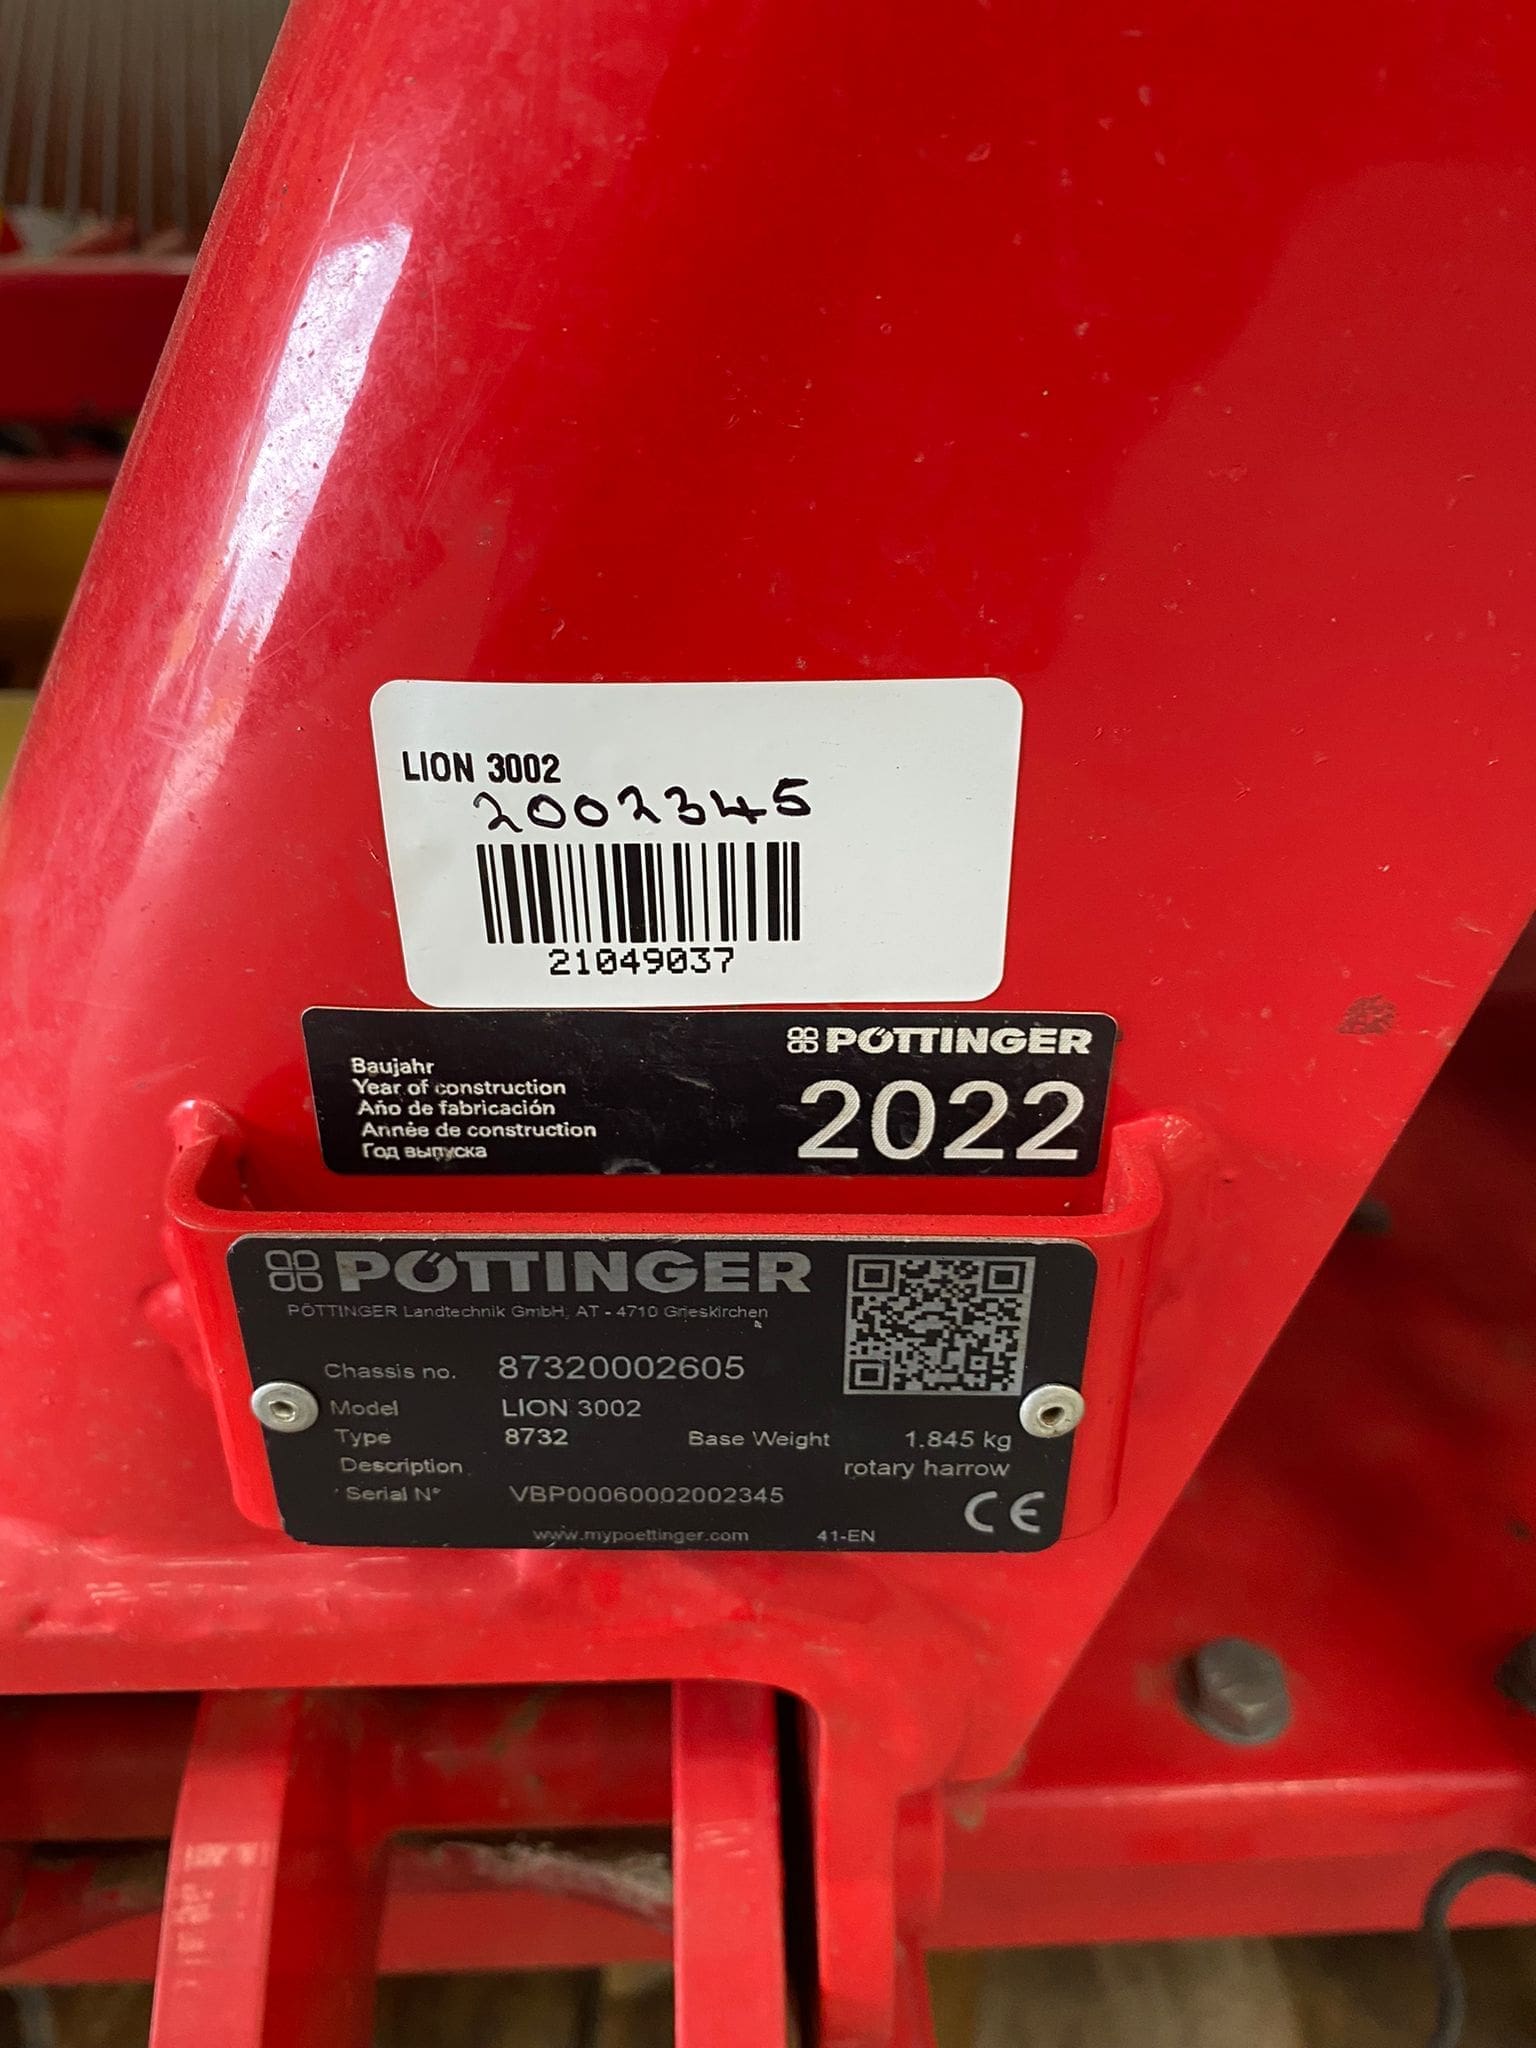 LION 3002
2002345
21049037
PÖTTINGER
Baujahr
Year of construction
Año de fabricación
Année de construction
Год выпуска
2022
PÖTTINGER
PÖTTINGER Landtechnik GmbH, AT - 4710 Grieskirchen
Chassis no. 87320002605
Model LION 3002
Type 8732 Base Weight 1.845 kg
Description rotary harrow
Serial N° VBP00060002002345
CE
www.mypoettinger.com 41-EN